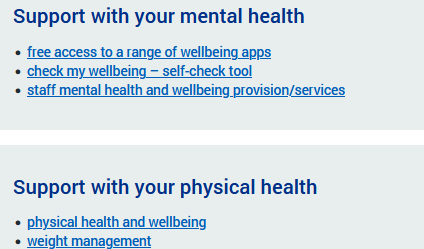 Support with your mental health
• free access to a range of wellbeing apps
• check my wellbeing – self-check tool
• staff mental health and wellbeing provision/services
Support with your physical health
• physical health and wellbeing
• weight management